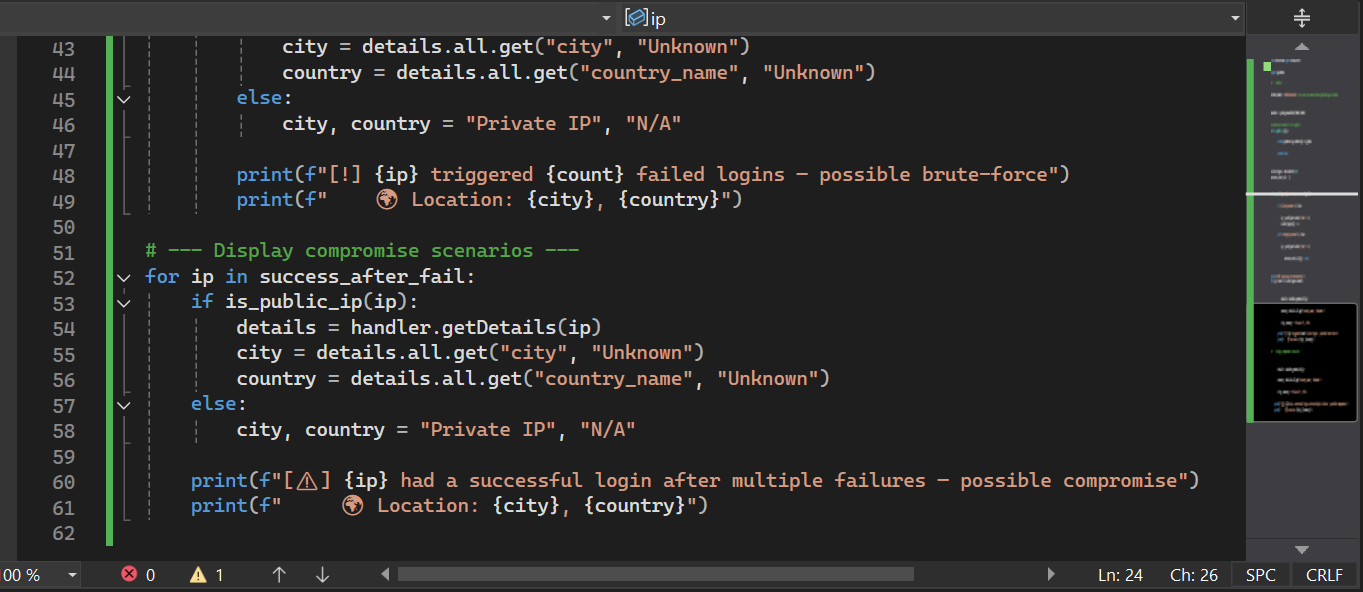 ip
43 city = details.all.get("city", "Unknown")
44 country = details.all.get("country_name", "Unknown")
45 else:
46 city, country = "Private IP", "N/A"
47
48 print(f"[!] {ip} triggered {count} failed logins — possible brute-force")
49 print(f"    🌍 Location: {city}, {country}")
50
51 # --- Display compromise scenarios ---
52 for ip in success_after_fail:
53 if is_public_ip(ip):
54 details = handler.getDetails(ip)
55 city = details.all.get("city", "Unknown")
56 country = details.all.get("country_name", "Unknown")
57 else:
58 city, country = "Private IP", "N/A"
59
60 print(f"[⚠] {ip} had a successful login after multiple failures — possible compromise")
61 print(f"     🌍 Location: {city}, {country}")
62
00 % 0 1 Ln: 24 Ch: 26 SPC CRLF